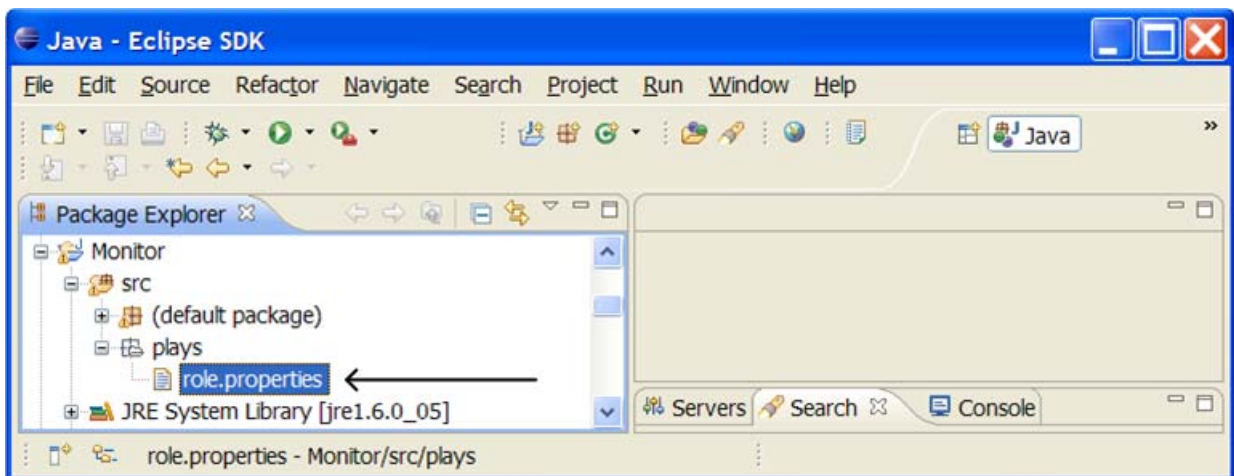 Java - Eclipse SDK
File Edit Source Refactor Navigate Search Project Run Window Help
Java
Package Explorer
Monitor
src
(default package)
plays
role.properties
JRE System Library [jre1.6.0_05]
Servers Search Console
role.properties - Monitor/src/plays